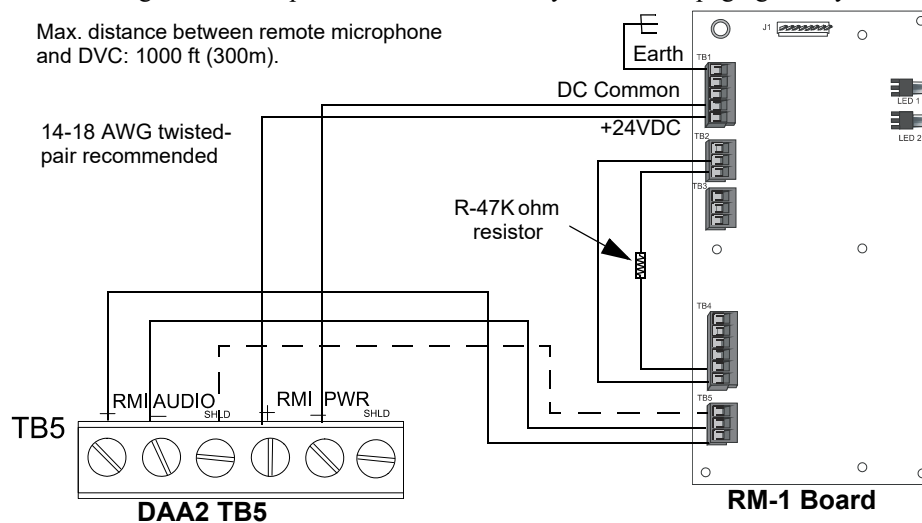 Max. distance between remote microphone
and DVC: 1000 ft (300m).
14-18 AWG twisted-
pair recommended
Earth
DC Common
+24VDC
R-47K ohm
resistor
J1
TB1
LED 1
LED 2
TB2
TB3
TB4
TB5
RMI AUDIO
SHLD
RMI PWR
SHLD
+
TB5
DAA2 TB5
RM-1 Board